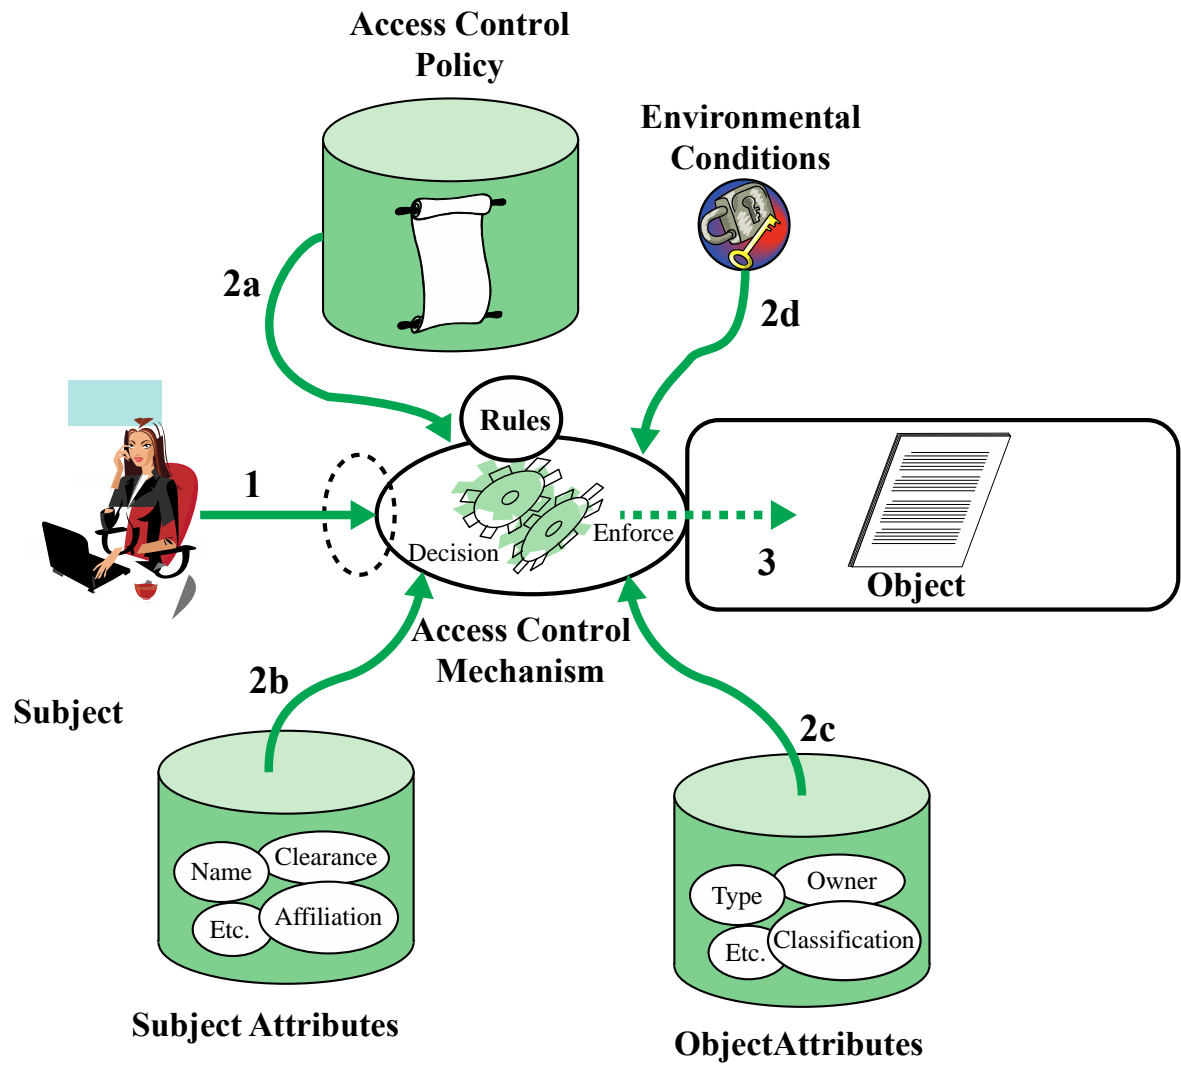 Access Control
Policy
Environmental
Conditions
2a
2d
Rules
1
Decision
Enforce
3
Object
Access Control
Mechanism
2b
Subject
2c
Name
Clearance
Etc.
Affiliation
Type
Owner
Etc.
Classification
Subject Attributes
ObjectAttributes